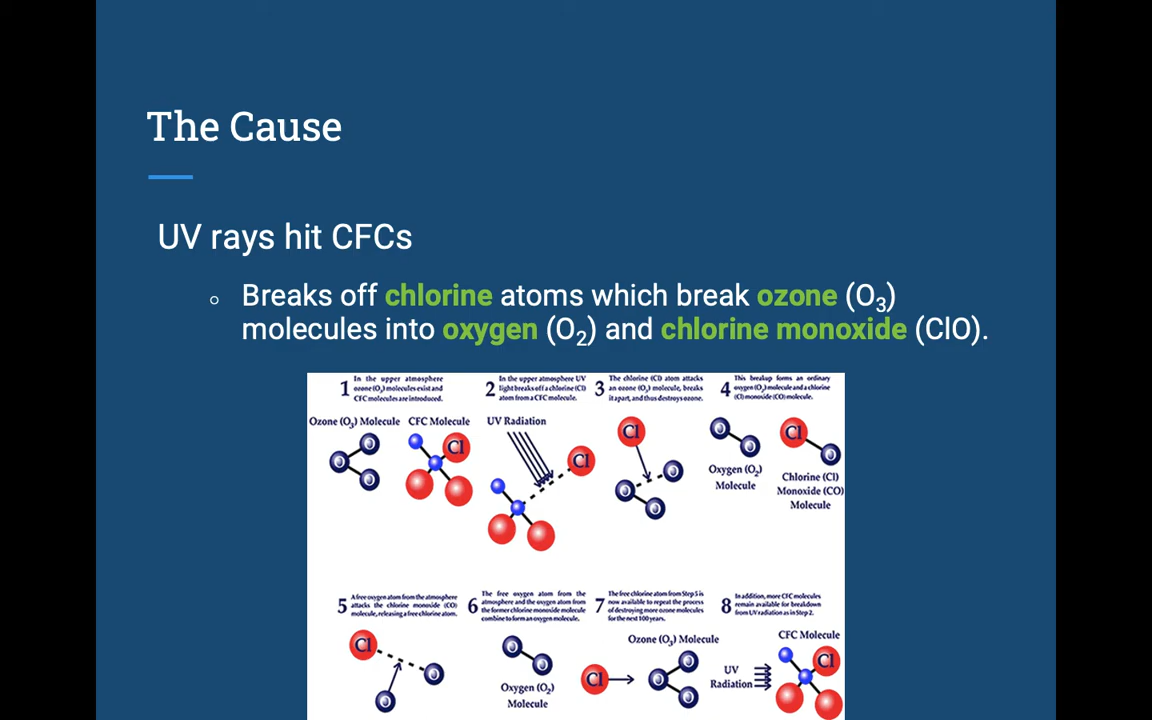 The Cause
UV rays hit CFCs
Breaks off chlorine atoms which break ozone (O3)
molecules into oxygen (O2) and chlorine monoxide (ClO).
1
In the upper atmosphere
ozone (O3) molecules exist and
CFC molecules are introduced.
Ozone (O3) Molecule
CFC Molecule
O
O
O
Cl
2
In the upper atmosphere UV
light breaks off a chlorine (Cl)
atom from a CFC molecule.
UV Radiation
Cl
3
The chlorine (Cl) atom attacks
an ozone (O3) molecule, breaks
it apart, and thus destroys ozone.
Cl
O
O
O
4
This breakup forms an ordinary
oxygen (O2) molecule and a chlorine
(Cl) monoxide (CO) molecule.
O
O
Oxygen (O2)
Molecule
Cl
O
Chlorine (Cl)
Monoxide (CO)
Molecule
5
A free oxygen atom from the atmosphere
attacks the chlorine monoxide (CO)
molecule, releasing a free chlorine atom.
Cl
O
O
6
The free oxygen atom from the
atmosphere and the oxygen atom from
the former chlorine monoxide molecule
combine to form an oxygen molecule.
O
O
Oxygen (O2)
Molecule
7
The free chlorine atom from Step 5 is
now available to repeat the process
of destroying more ozone molecules
for the next 100 years.
Ozone (O3) Molecule
Cl
O
O
O
8
In addition, more CFC molecules
remain available for breakdown
from UV radiation as in Step 2.
CFC Molecule
UV
Radiation
Cl